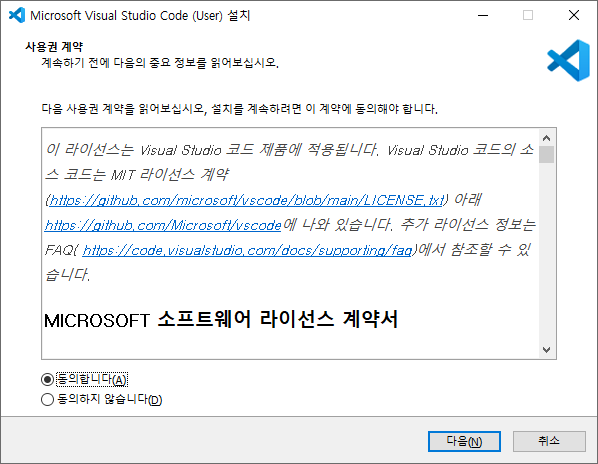 Microsoft Visual Studio Code (User) 설치
사용권 계약
계속하기 전에 다음의 중요 정보를 읽어보십시오.
다음 사용권 계약을 읽어보십시오, 설치를 계속하려면 이 계약에 동의해야 합니다.
이 라이선스는 Visual Studio 코드 제품에 적용됩니다. Visual Studio 코드의 소
스 코드는 MIT 라이선스 계약
(https://github.com/microsoft/vscode/blob/main/LICENSE.txt) 아래
https://github.com/Microsoft/vscode에 나와 있습니다. 추가 라이선스 정보는
FAQ( https://code.visualstudio.com/docs/supporting/faq)에서 참조할 수 있
습니다.
MICROSOFT 소프트웨어 라이선스 계약서
동의합니다(A)
동의하지 않습니다(D)
다음(N)
취소